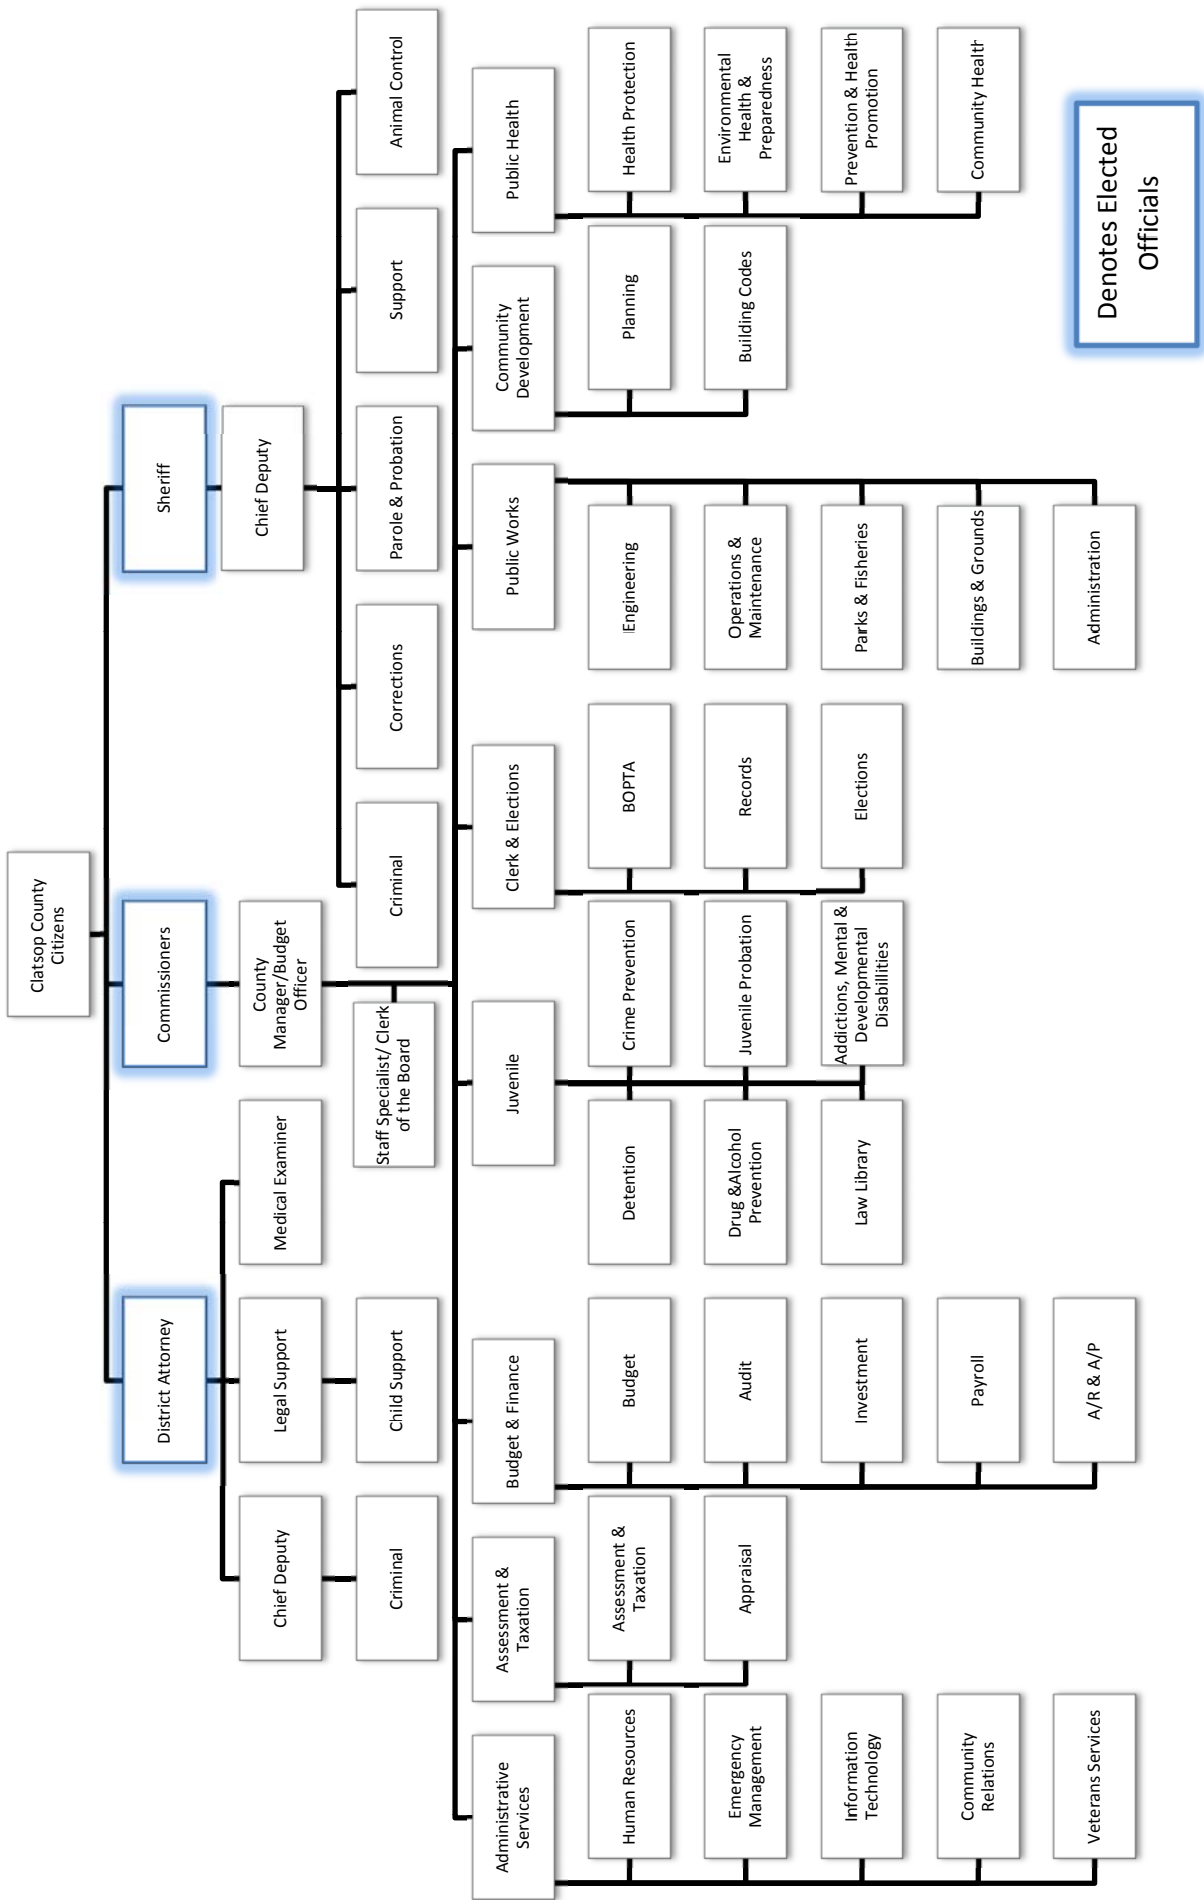 Clatsop County
Citizens
District Attorney
Commissioners
Sheriff
Chief Deputy
Legal Support
Medical Examiner
County
Manager/Budget
Officer
Chief Deputy
Criminal
Child Support
Staff Specialist/ Clerk
of the Board
Criminal
Corrections
Parole & Probation
Support
Animal Control
Administrative
Services
Assessment &
Taxation
Budget & Finance
Juvenile
Clerk & Elections
Public Works
Community
Development
Public Health
Human Resources
Emergency
Management
Information
Technology
Community
Relations
Veterans Services
Assessment &
Taxation
Appraisal
Budget
Audit
Investment
Payroll
A/R & A/P
Detention
Crime Prevention
Drug &Alcohol
Prevention
Juvenile Probation
Law Library
Addictions, Mental &
Developmental
Disabillities
BOPTA
Records
Elections
Engineering
Operations &
Maintenance
Parks & Fisheries
Buildings & Grounds
Administration
Planning
Building Codes
Health Protection
Environmental
Health &
Preparedness
Prevention & Health
Promotion
Community Health
Denotes Elected
Officials